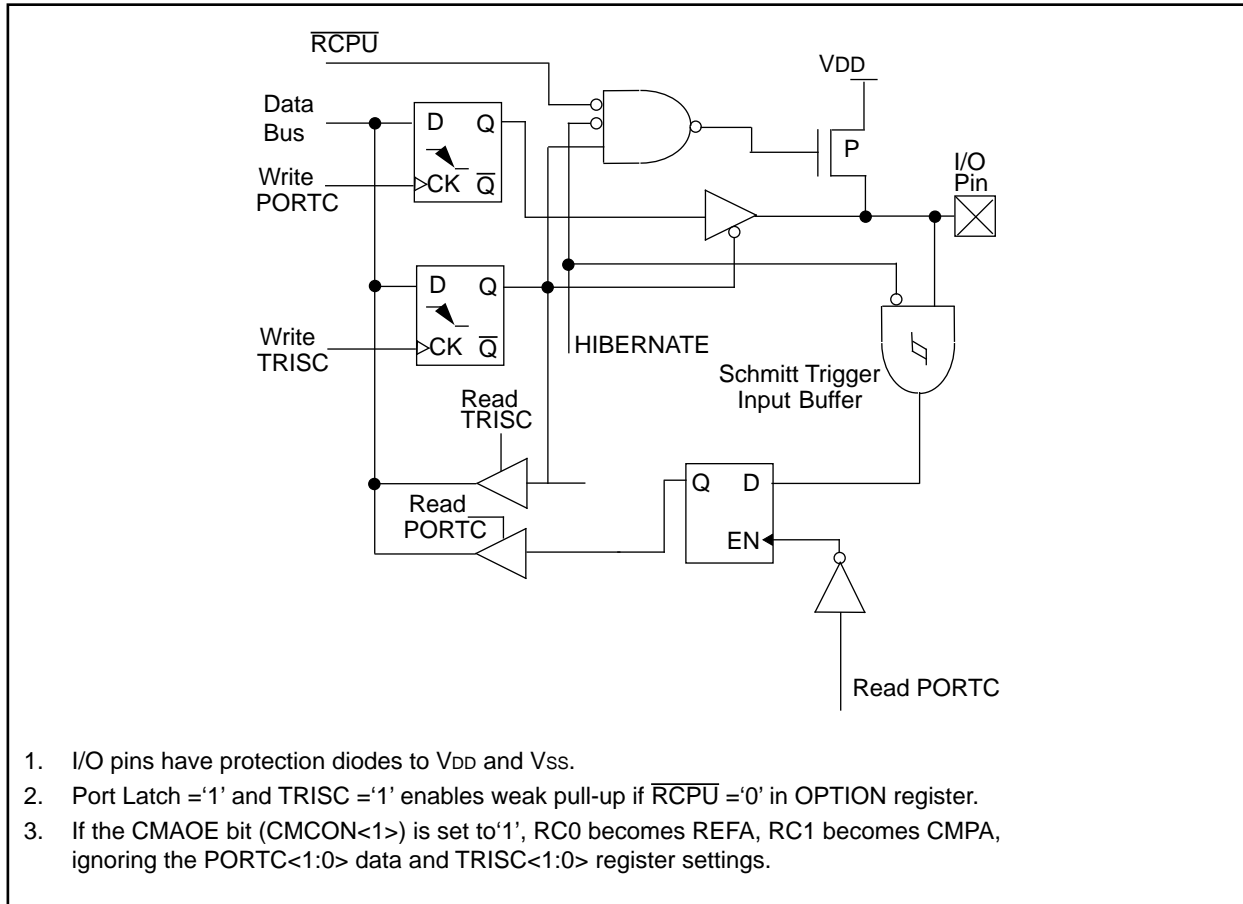 R̅C̅P̅U̅
VDD
Data
Bus
D Q
P
I/O
Pin
Write
PORTC
CK Q̅
D Q
Write
TRISC
CK Q̅
HIBERNATE
Schmitt Trigger
Input Buffer
Read
TRISC
Q D
Read
PORTC
EN
Read PORTC
1. I/O pins have protection diodes to VDD and VSS.
2. Port Latch =‘1’ and TRISC =‘1’ enables weak pull-up if R̅C̅P̅U̅ =‘0’ in OPTION register.
3. If the CMAOE bit (CMCON<1>) is set to‘1’, RC0 becomes REFA, RC1 becomes CMPA,
ignoring the PORTC<1:0> data and TRISC<1:0> register settings.